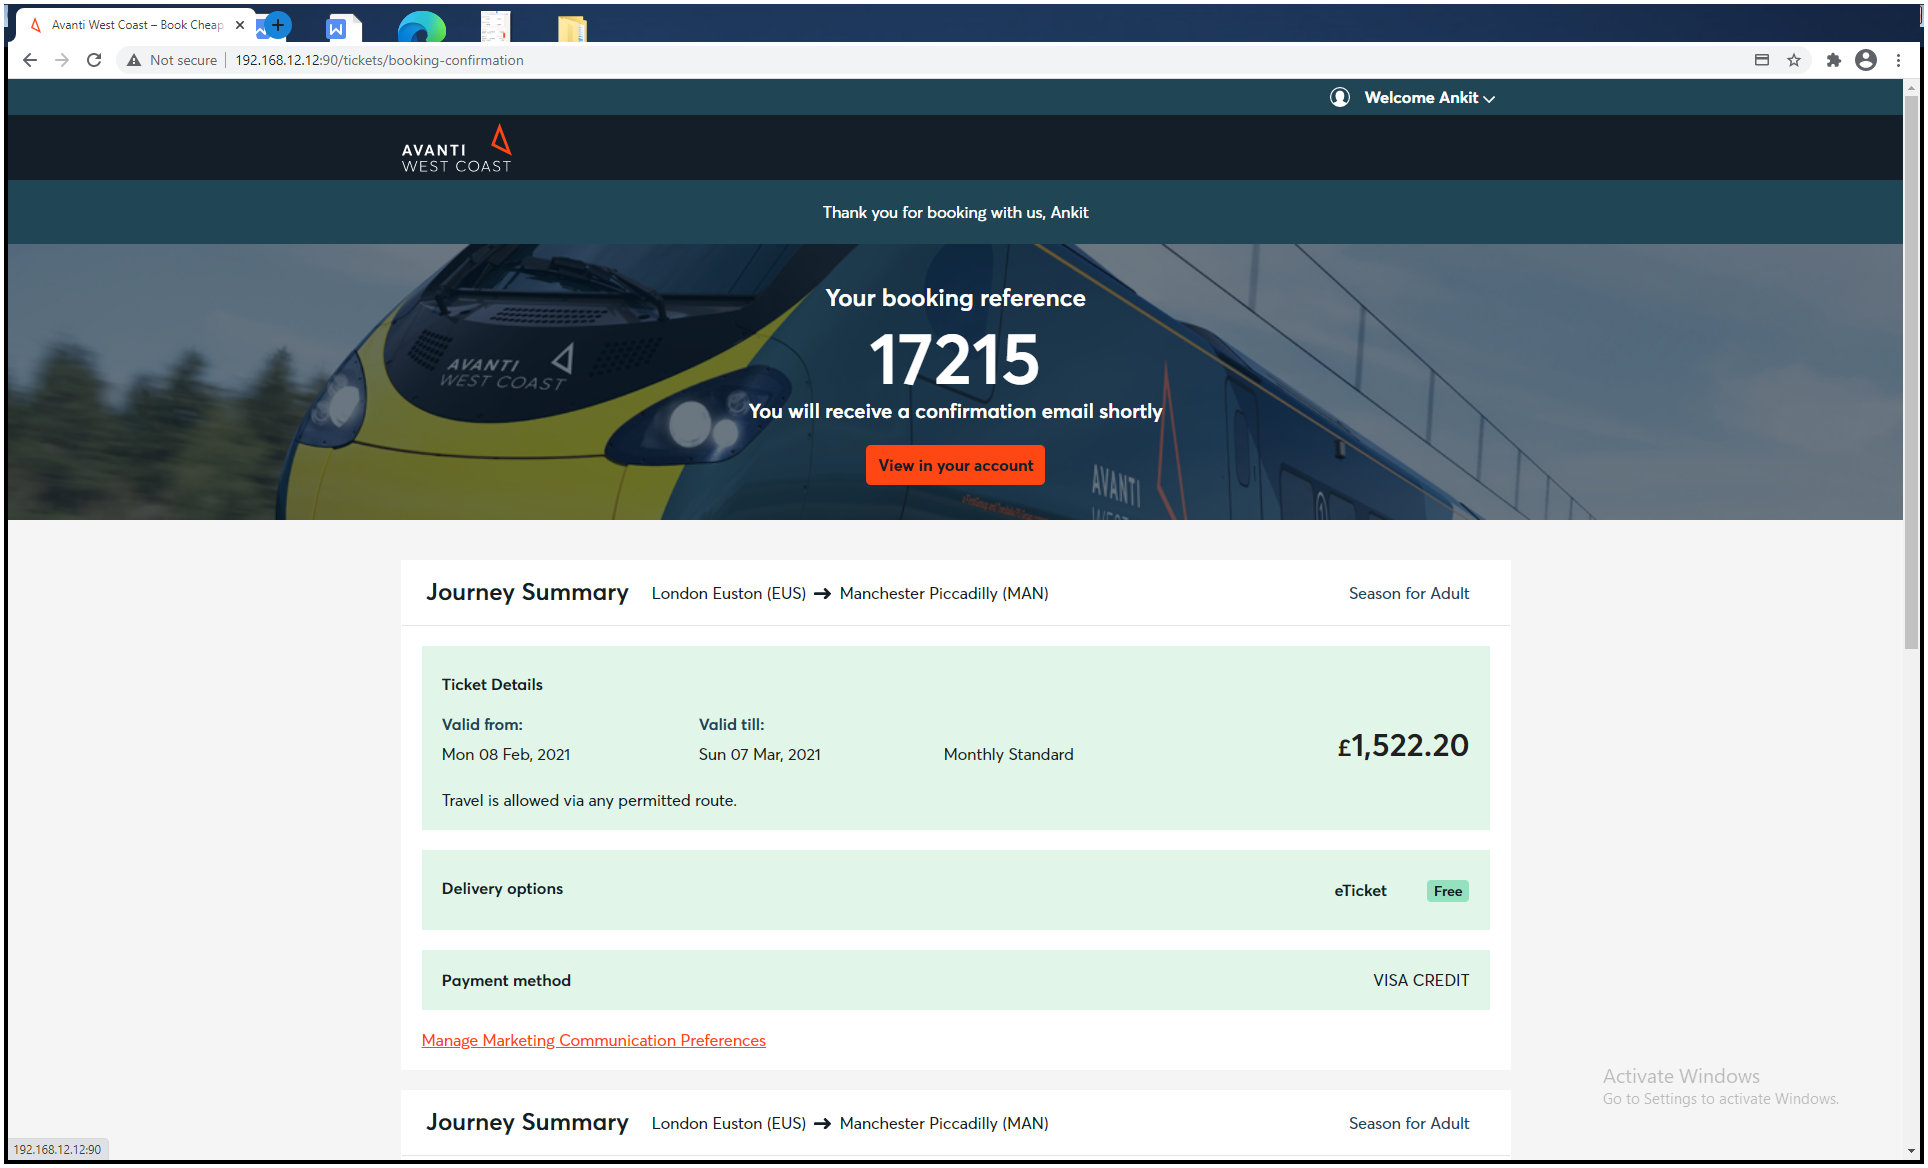 Avanti West Coast – Book Cheap
Not secure
192.168.12.12:90/tickets/booking-confirmation
Welcome Ankit
AVANTI
WEST COAST
Thank you for booking with us, Ankit
Your booking reference
17215
You will receive a confirmation email shortly
View in your account
AVANTI
WEST COAST
AVANTI
Journey Summary London Euston (EUS) → Manchester Piccadilly (MAN) Season for Adult
Ticket Details
Valid from: Valid till:
Mon 08 Feb, 2021 Sun 07 Mar, 2021 Monthly Standard £1,522.20
Travel is allowed via any permitted route.
Delivery options eTicket Free
Payment method VISA CREDIT
Manage Marketing Communication Preferences
Activate Windows
Go to Settings to activate Windows.
Journey Summary London Euston (EUS) → Manchester Piccadilly (MAN) Season for Adult
192.168.12.12:90